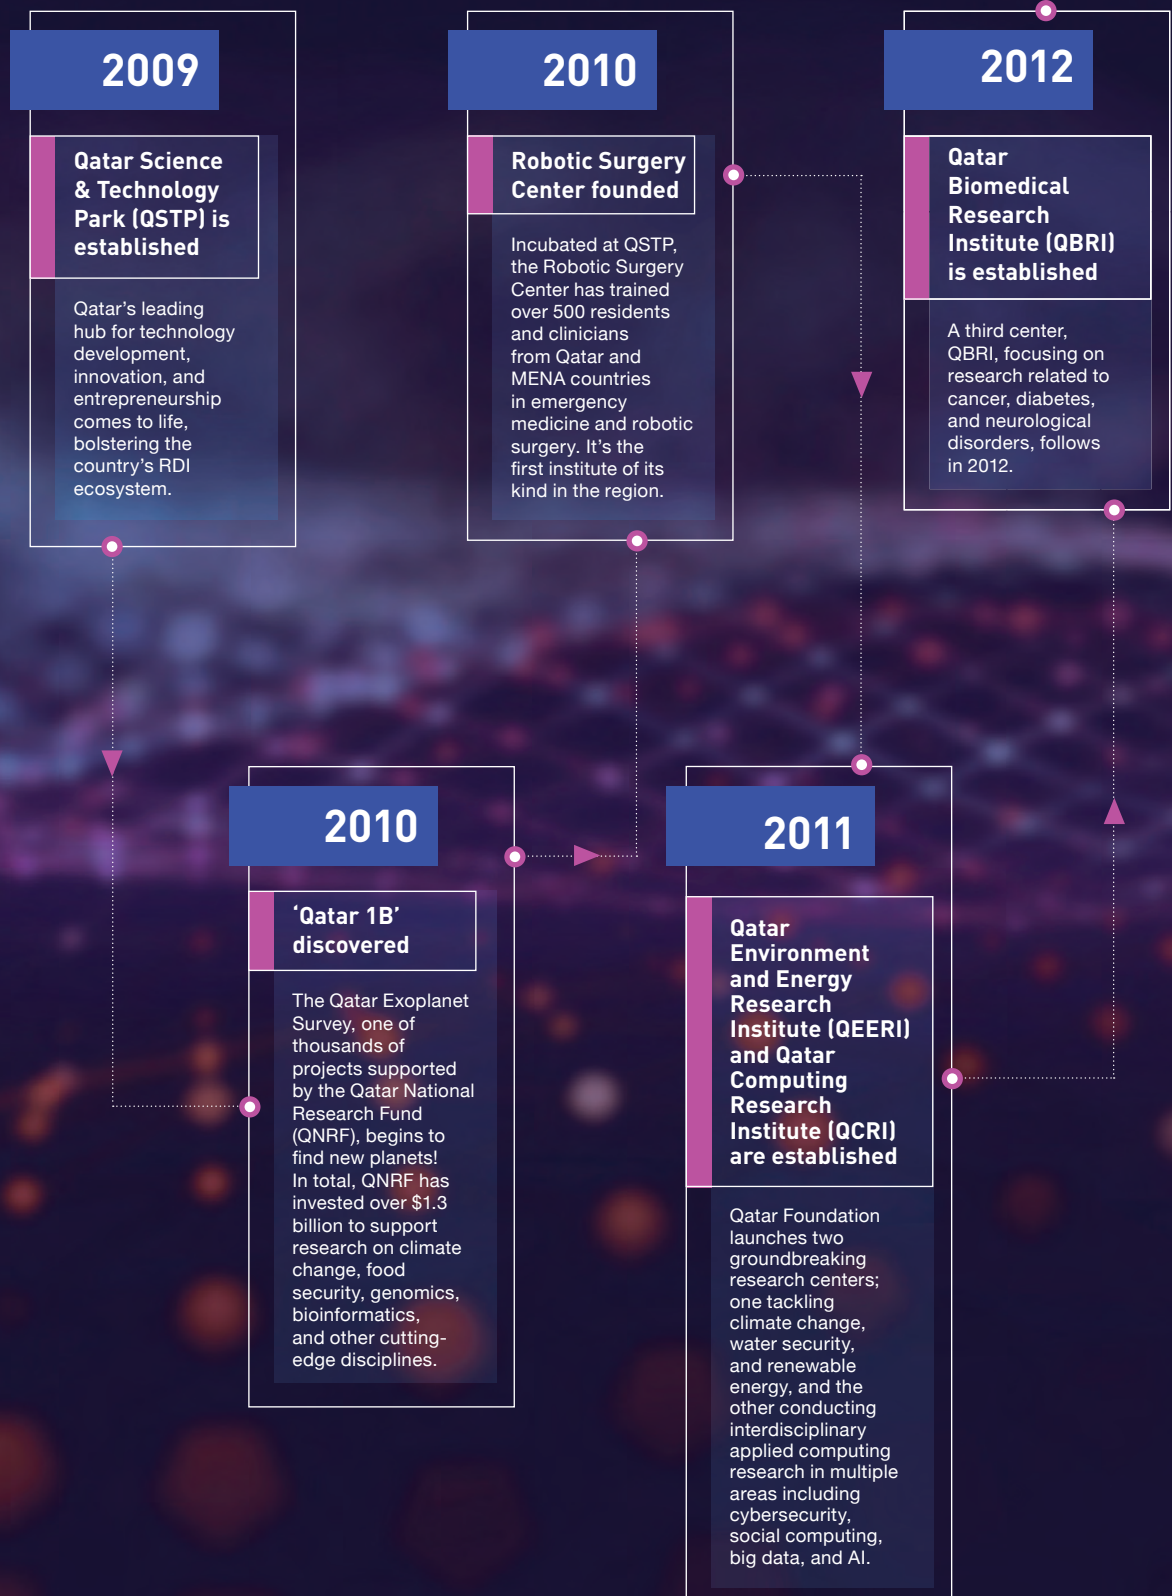 2009
Qatar Science
& Technology
Park (QSTP) is
established
Qatar’s leading
hub for technology
development,
innovation, and
entrepreneurship
comes to life,
bolstering the
country’s RDI
ecosystem.
2010
‘Qatar 1B’
discovered
The Qatar Exoplanet
Survey, one of
thousands of
projects supported
by the Qatar National
Research Fund
(QNRF), begins to
find new planets!
In total, QNRF has
invested over $1.3
billion to support
research on climate
change, food
security, genomics,
bioinformatics,
and other cutting-
edge disciplines.
2010
Robotic Surgery
Center founded
Incubated at QSTP,
the Robotic Surgery
Center has trained
over 500 residents
and clinicians
from Qatar and
MENA countries
in emergency
medicine and robotic
surgery. It’s the
first institute of its
kind in the region.
2011
Qatar
Environment
and Energy
Research
Institute (QEERI)
and Qatar
Computing
Research
Institute (QCRI)
are established
Qatar Foundation
launches two
groundbreaking
research centers;
one tackling
climate change,
water security,
and renewable
energy, and the
other conducting
interdisciplinary
applied computing
research in multiple
areas including
cybersecurity,
social computing,
big data, and AI.
2012
Qatar
Biomedical
Research
Institute (QBRI)
is established
A third center,
QBRI, focusing on
research related to
cancer, diabetes,
and neurological
disorders, follows
in 2012.